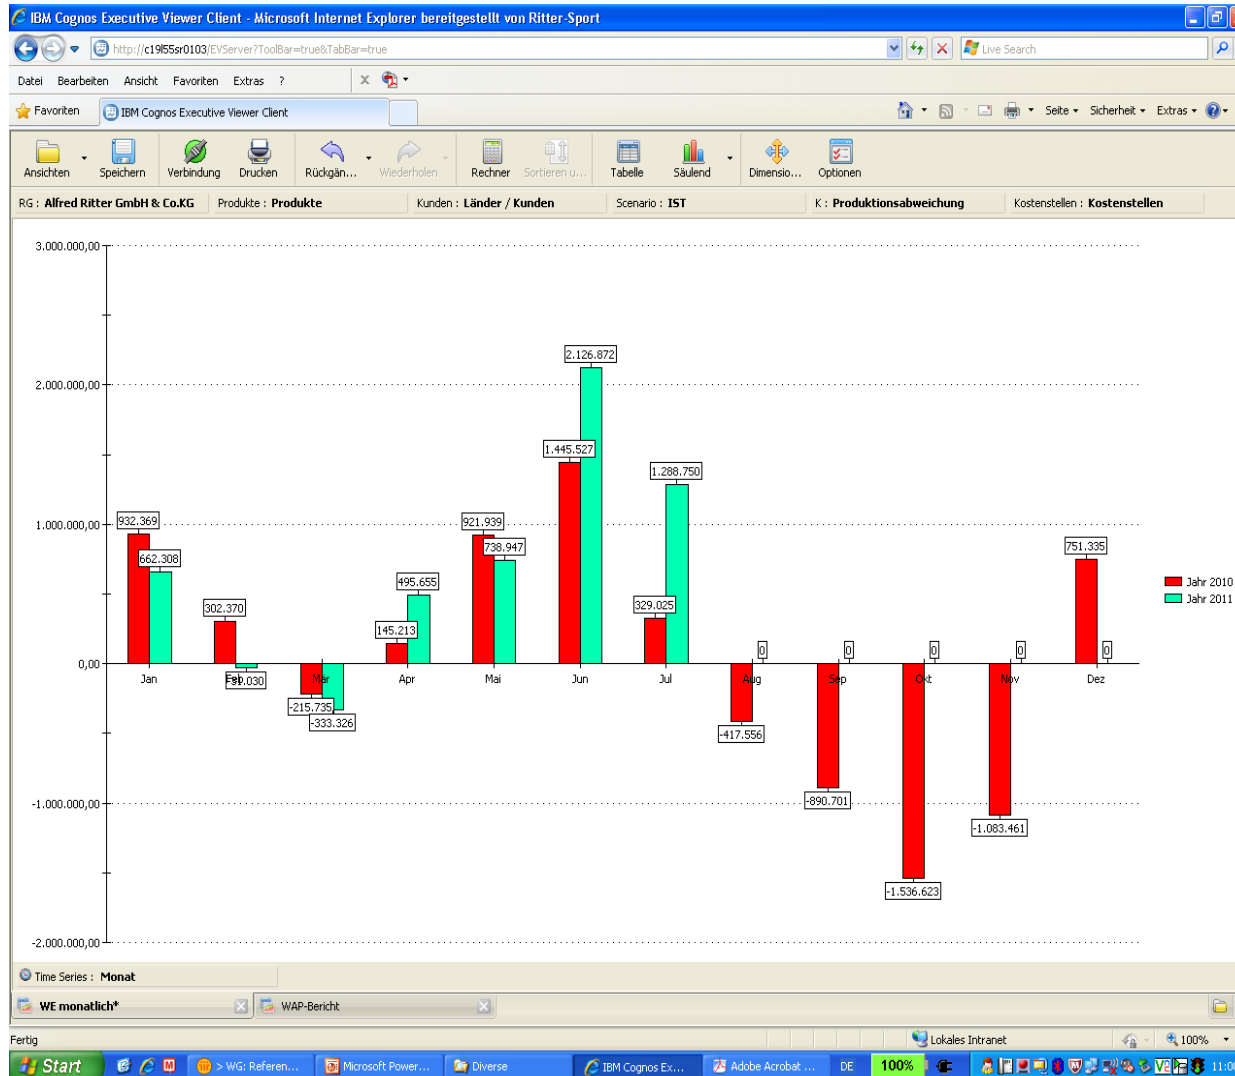 IBM Cognos Executive Viewer Client - Microsoft Internet Explorer bereitgestellt von Ritter-Sport
http://c19l55sr0103/EVServer?ToolBar=true&TabBar=true
Live Search
Datei Bearbeiten Ansicht Favoriten Extras ?
Favoriten IBM Cognos Executive Viewer Client Seite Sicherheit Extras
Ansichten Speichern Verbindung Drucken Rückgän... Wiederholen Rechner Sortieren u... Tabelle Säulend Dimensio... Optionen
RG : Alfred Ritter GmbH & Co.KG Produkte : Produkte Kunden : Länder / Kunden Scenario : IST K : Produktionsabweichung Kostenstellen : Kostenstellen
3.000.000,00
2.126.872
2.000.000,00
1.445.527
1.288.750
1.000.000,00
932.369
921.939
751.335
662.308
738.947
495.655
Jahr 2010
Jahr 2011
302.370
329.025
145.213
0 0 0 0 0
0,00
Jan Feb Mär Apr Mai Jun Jul Aug Sep Okt Nov Dez
-31.030
-215.735
-333.326
-417.556
-890.701
-1.000.000,00
-1.083.461
-1.536.623
-2.000.000,00
Time Series : Monat
WE monatlich* WAP-Bericht
Fertig Lokales Intranet 100%
Start > WG: Referen... Microsoft Power... Diverse IBM Cognos Ex... Adobe Acrobat ... DE 100%